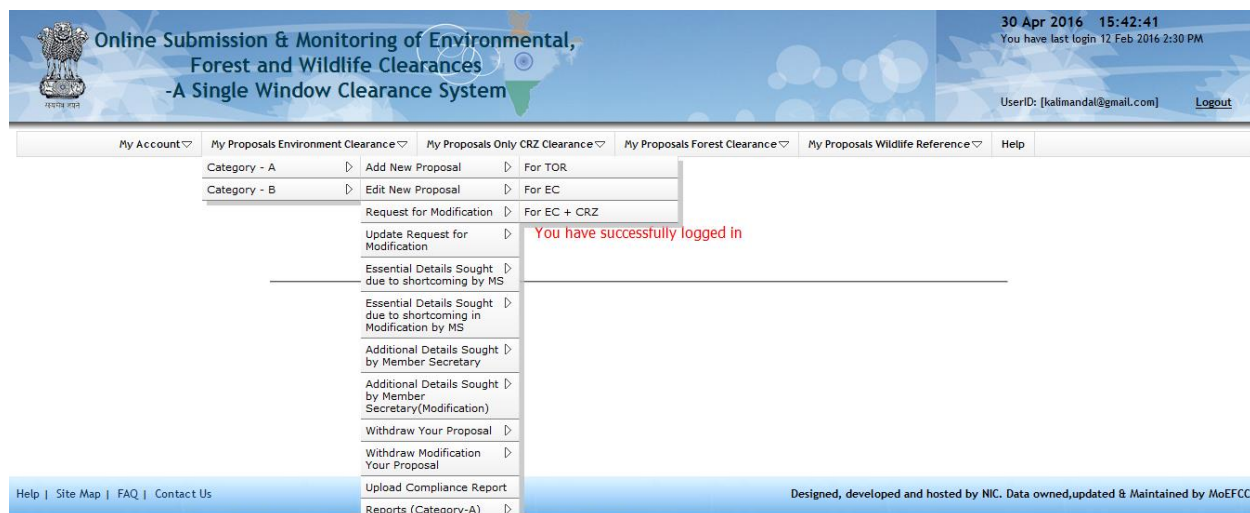 30 Apr 2016 15:42:41
You have last login 12 Feb 2016 2:30 PM
Online Submission & Monitoring of Environmental,
Forest and Wildlife Clearances
-A Single Window Clearance System
सत्यमेव जयते
UserID: [kalimandal@gmail.com] Logout
My Account My Proposals Environment Clearance My Proposals Only CRZ Clearance My Proposals Forest Clearance My Proposals Wildlife Reference Help
Category - A Add New Proposal For TOR
Category - B Edit New Proposal For EC
Request for Modification For EC + CRZ
Update Request for
Modification
You have successfully logged in
Essential Details Sought
due to shortcoming by MS
Essential Details Sought
due to shortcoming in
Modification by MS
Additional Details Sought
by Member Secretary
Additional Details Sought
by Member
Secretary(Modification)
Withdraw Your Proposal
Withdraw Modification
Your Proposal
Upload Compliance Report
Reports (Category-A)
Help | Site Map | FAQ | Contact Us
Designed, developed and hosted by NIC. Data owned,updated & Maintained by MoEFCC